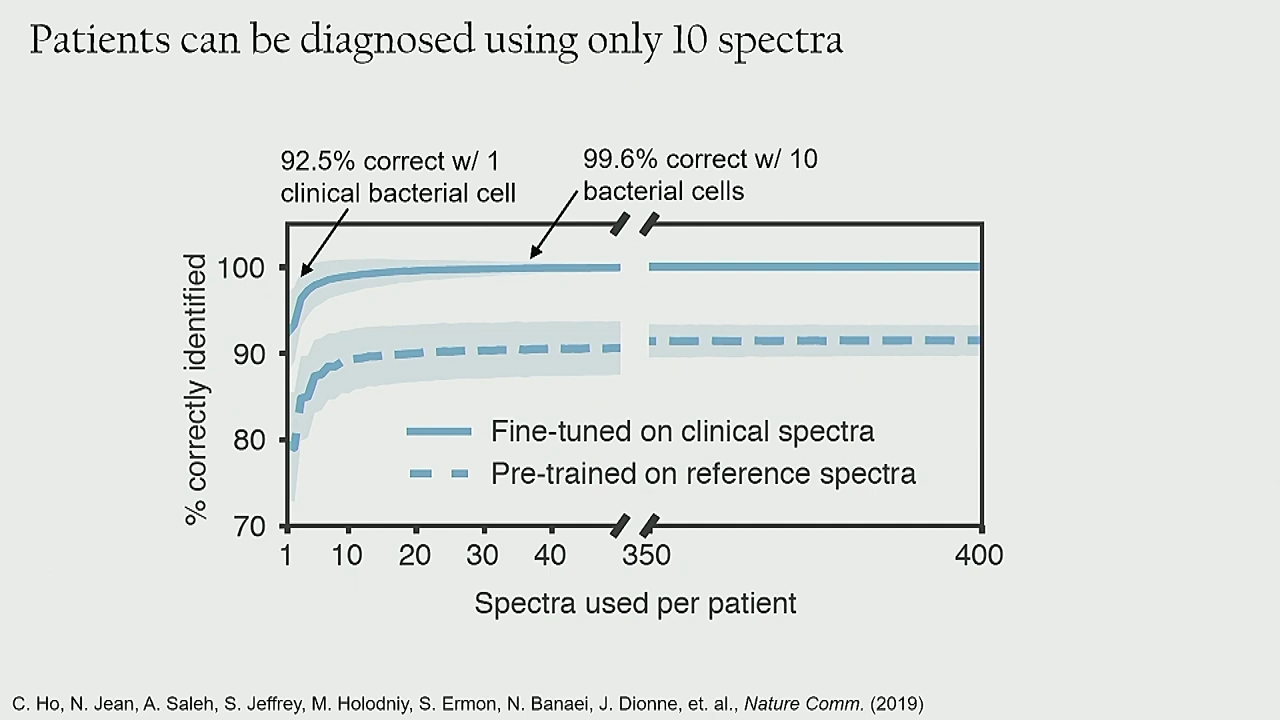 Patients can be diagnosed using only 10 spectra
92.5% correct w/ 1
clinical bacterial cell
99.6% correct w/ 10
bacterial cells
% correctly identified
100
90
80
70
Fine-tuned on clinical spectra
Pre-trained on reference spectra
1 10 20 30 40 350 400
Spectra used per patient
C. Ho, N. Jean, A. Saleh, S. Jeffrey, M. Holodniy, S. Ermon, N. Banaei, J. Dionne, et. al., Nature Comm. (2019)